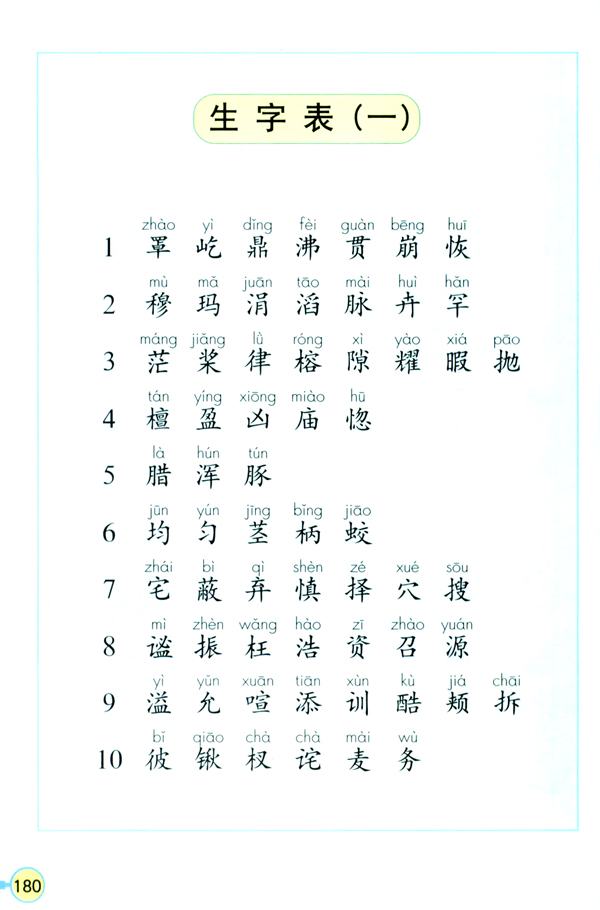 生字表（一）
zhào yì dǐng fèi guàn bēng huī
1 罩 屹 鼎 沸 贯 崩 恢
mù mǎ juān tāo mài huì hǎn
2 穆 玛 涓 滔 脉 卉 罕
máng jiǎng lǜ róng xì yào xiá pāo
3 茫 桨 律 榕 隙 耀 暇 抛
tán yíng xiōng miào hū
4 檀 盈 凶 庙 惚
là hún tún
5 腊 浑 豚
jūn yún jīng bǐng jiāo
6 均 匀 茎 柄 蛟
zhái bì qì shèn zé xué sōu
7 宅 蔽 弃 慎 择 穴 搜
mì zhèn wǎng hào zī zhào yuán
8 谧 振 枉 浩 资 召 源
yì yǔn xuān tiān xùn kù jiá chāi
9 溢 允 喧 添 训 酷 颊 拆
bǐ qiāo chà chà mài wù
10 彼 锹 杈 诧 麦 务
180